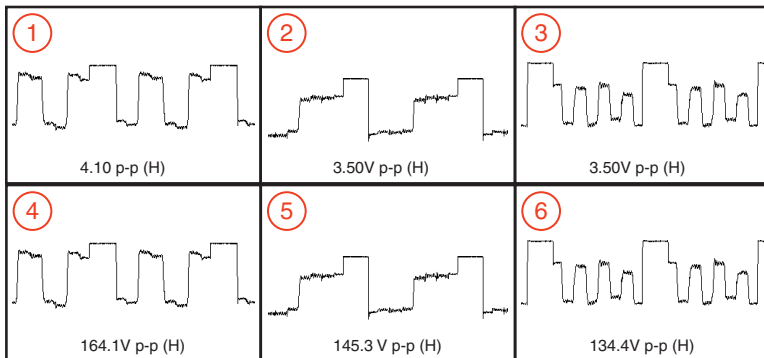 1
2
3
4.10 p-p (H)
3.50V p-p (H)
3.50V p-p (H)
4
5
6
164.1V p-p (H)
145.3 V p-p (H)
134.4V p-p (H)